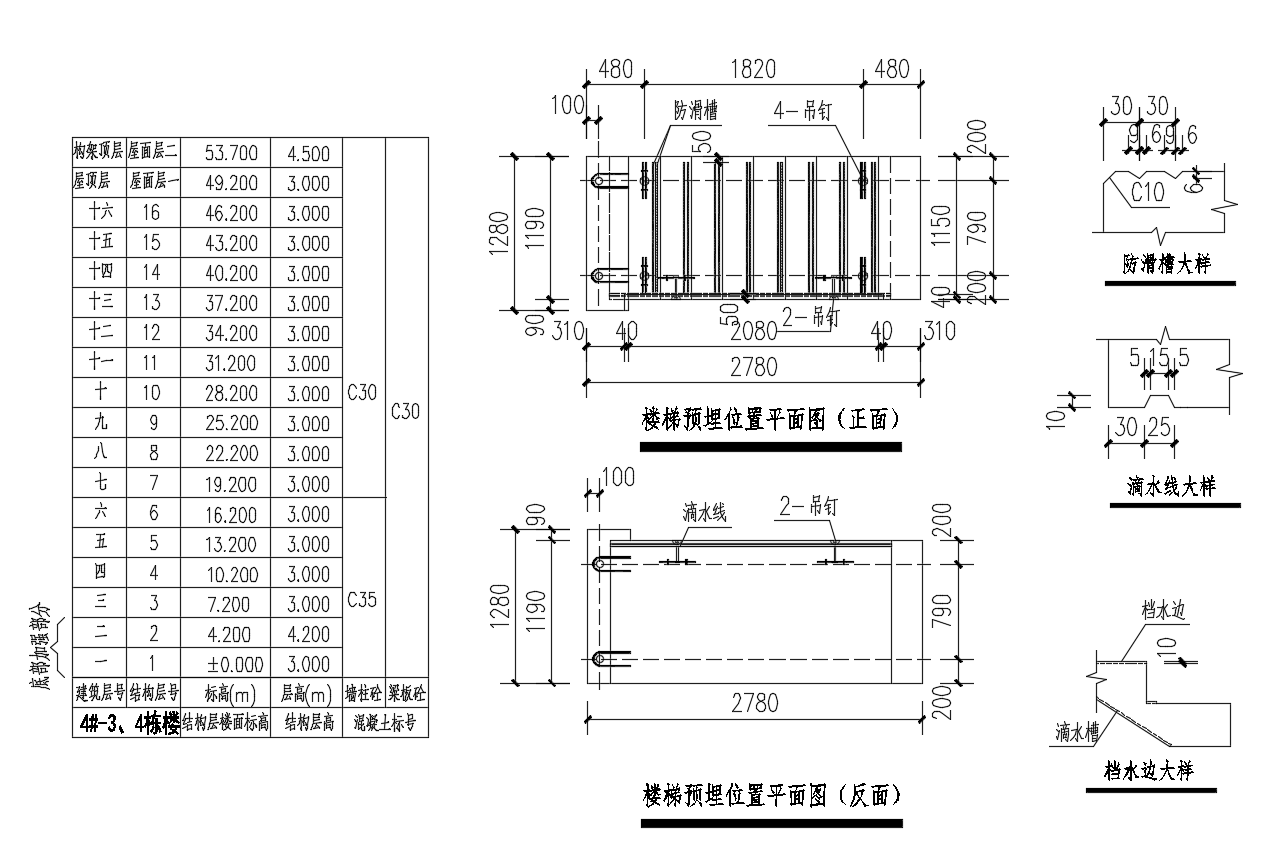 构架顶层 屋面层二 53.700 4.500
屋顶层 屋面层一 49.200 3.000
十六 16 46.200 3.000
十五 15 43.200 3.000
十四 14 40.200 3.000
十三 13 37.200 3.000
十二 12 34.200 3.000
十一 11 31.200 3.000
十 10 28.200 3.000 C30 C30
九 9 25.200 3.000
八 8 22.200 3.000
七 7 19.200 3.000
六 6 16.200 3.000
五 5 13.200 3.000
四 4 10.200 3.000
三 3 7.200 3.000 C35
二 2 4.200 4.200
一 1 ±0.000 3.000
底部加强部分
建筑层号 结构层号 标高(m) 层高(m) 墙柱砼 梁板砼
4#-3、4栋楼 结构层楼面标高 结构层高 混凝土标号
480 1820 480
100 防滑槽 4-吊钉 200
50
1280 1190 1150 790
90 50 2-吊钉 40 200
310 40 2080 40 310
2780
楼梯预埋位置平面图（正面）
100
90 滴水线 2-吊钉 200
1280 1190 790
2780 200
楼梯预埋位置平面图（反面）
30 30
9 6 9 6
C10 6
防滑槽大样
5 15 5
10
30 25
滴水线大样
档水边
10
滴水槽
档水边大样